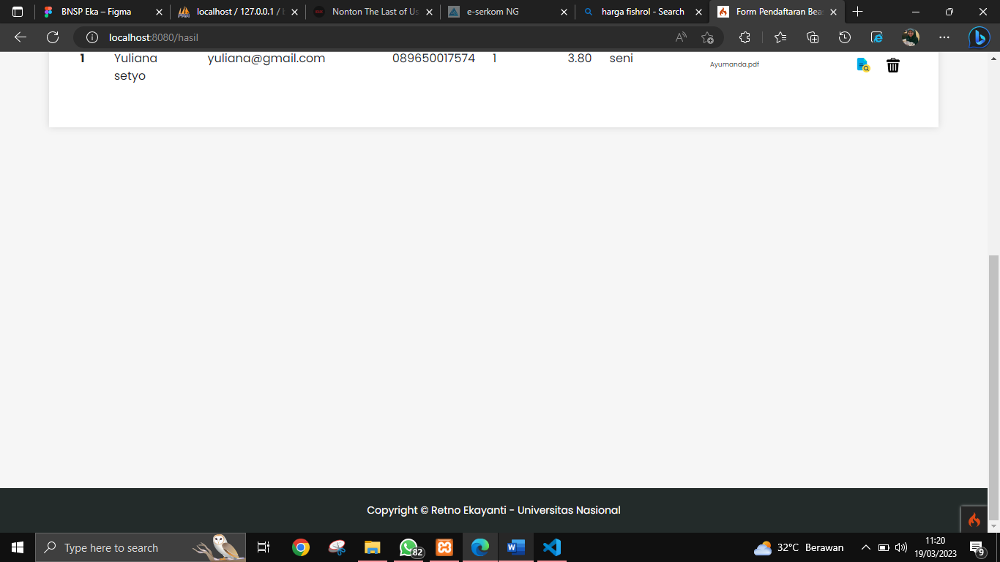 BNSP Eka – Figma
localhost / 127.0.0.1 /
Nonton The Last of Us
e-serkom NG
harga fishrol - Search
Form Pendaftaran Bea
localhost:8080/hasil
1 Yuliana setyo yuliana@gmail.com 089650017574 1 3.80 seni Ayumanda.pdf
Copyright © Retno Ekayanti - Universitas Nasional
Type here to search
82
32°C Berawan
11:20
19/03/2023
9